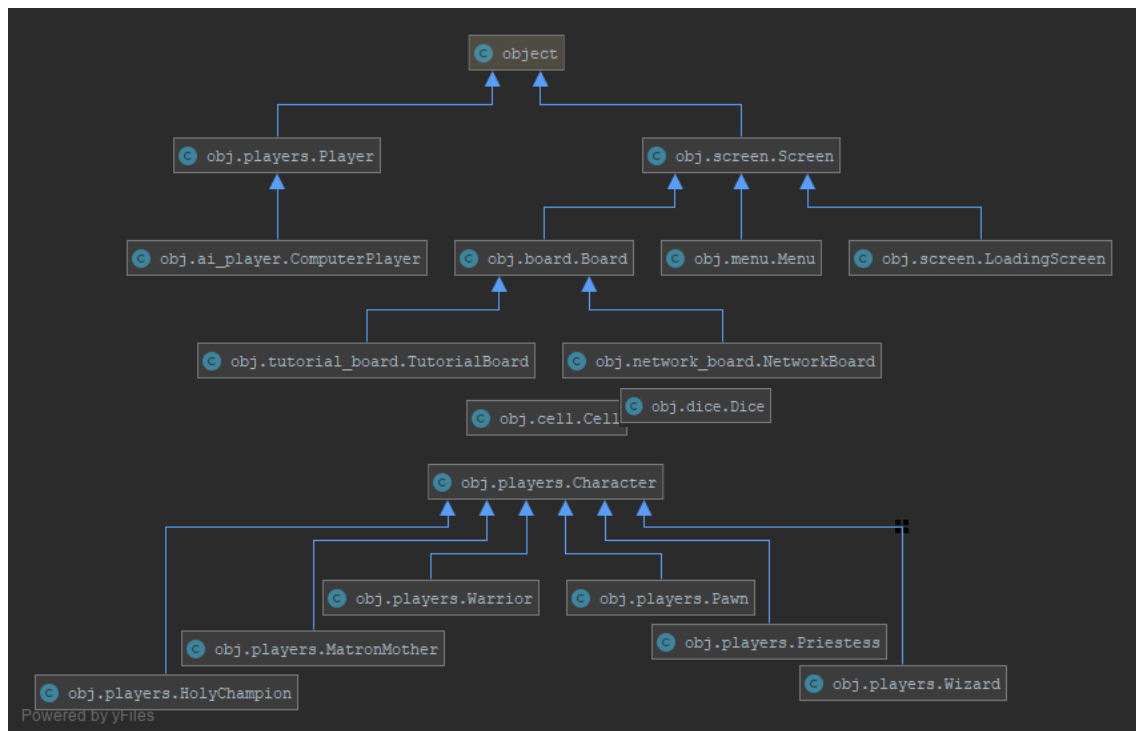 object
obj.players.Player
obj.screen.Screen
obj.ai_player.ComputerPlayer
obj.board.Board
obj.menu.Menu
obj.screen.LoadingScreen
obj.tutorial_board.TutorialBoard
obj.network_board.NetworkBoard
obj.dice.Dice
obj.cell.Cell
obj.players.Character
obj.players.Warrior
obj.players.Pawn
obj.players.MatronMother
obj.players.Priestess
obj.players.HolyChampion
obj.players.Wizard
Powered by yFiles